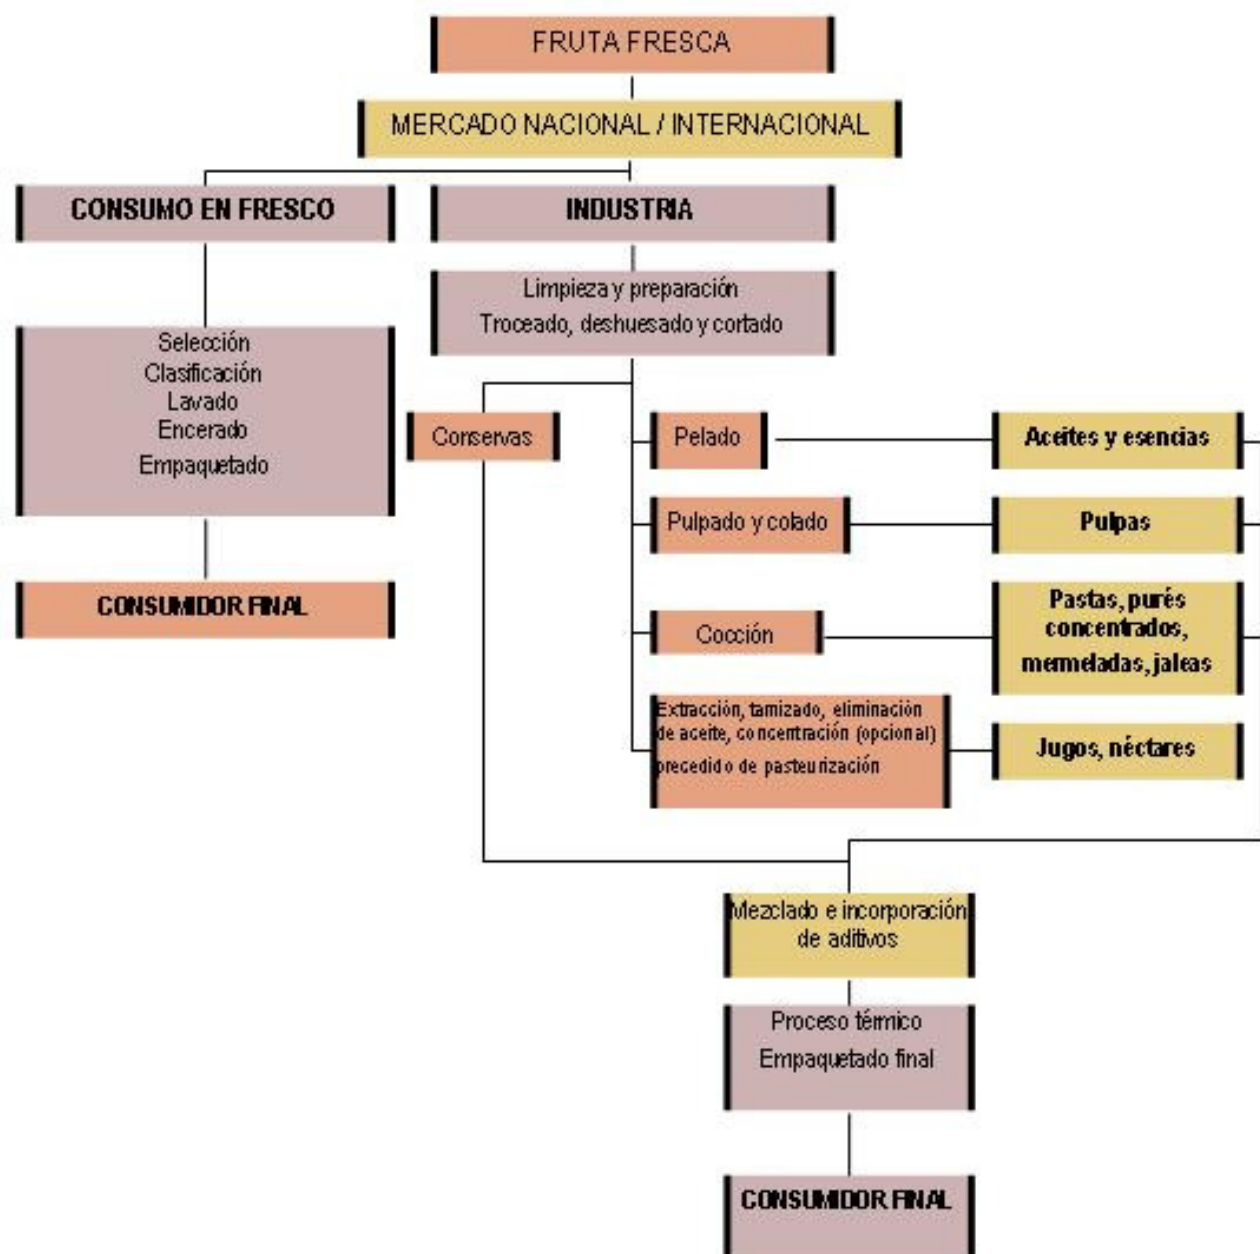 FRUTA FRESCA
MERCADO NACIONAL / INTERNACIONAL
CONSUMO EN FRESCO
INDUSTRIA
Limpieza y preparación
Troceado, deshuesado y cortado
Selección
Clasificación
Lavado
Encerado
Empaquetado
CONSUMIDOR FINAL
Conservas
Pelado
Aceites y esencias
Pulpado y colado
Pulpas
Cocción
Pastas, purés
concentrados,
mermeladas, jaleas
Extracción, tamizado, eliminación
de aceite, concentración (opcional)
precedido de pasteurización
Jugos, néctares
Mezclado e incorporación
de aditivos
Proceso térmico
Empaquetado final
CONSUMIDOR FINAL